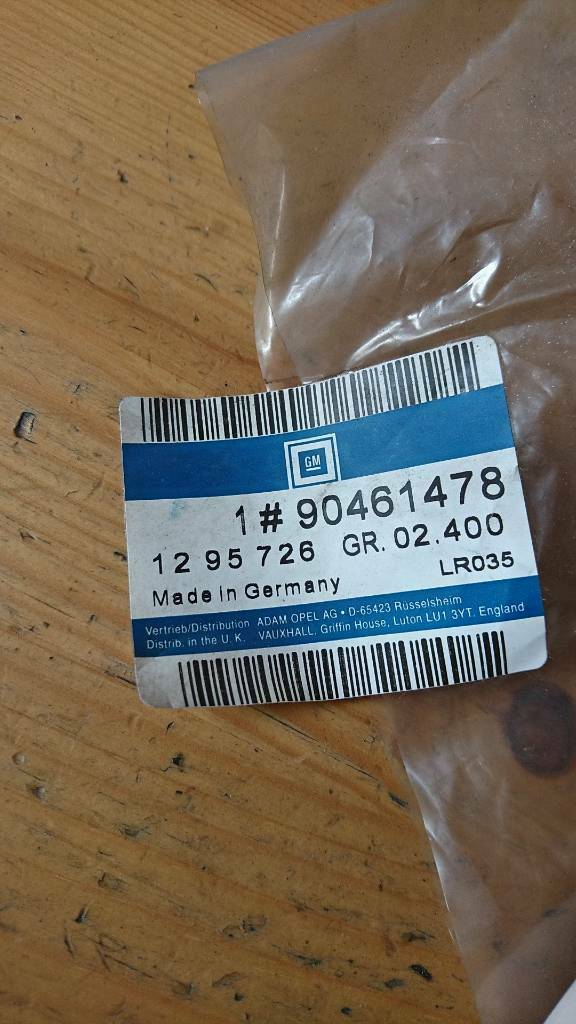 GM
1 # 90461478
12 95 726 GR. 02.400
Made in Germany LR035
Vertrieb/Distribution ADAM OPEL AG • D-65423 Rüsselsheim
Distrib. in the U.K. VAUXHALL, Griffin House, Luton LU1 3YT. England